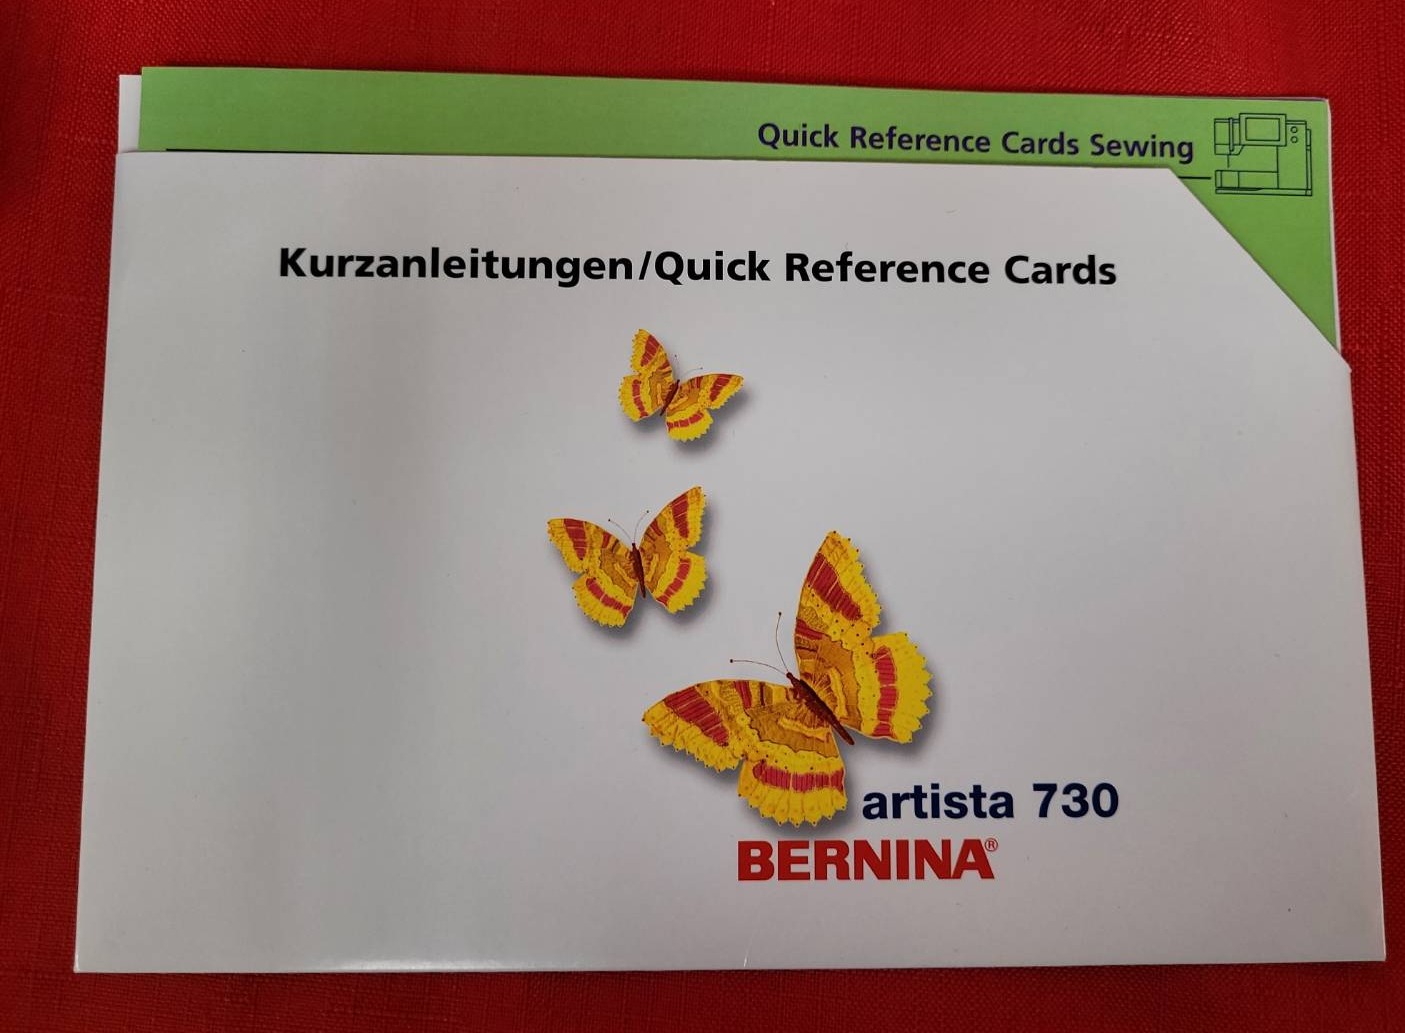 Quick Reference Cards Sewing
Kurzanleitungen/Quick Reference Cards
artista 730
BERNINA®